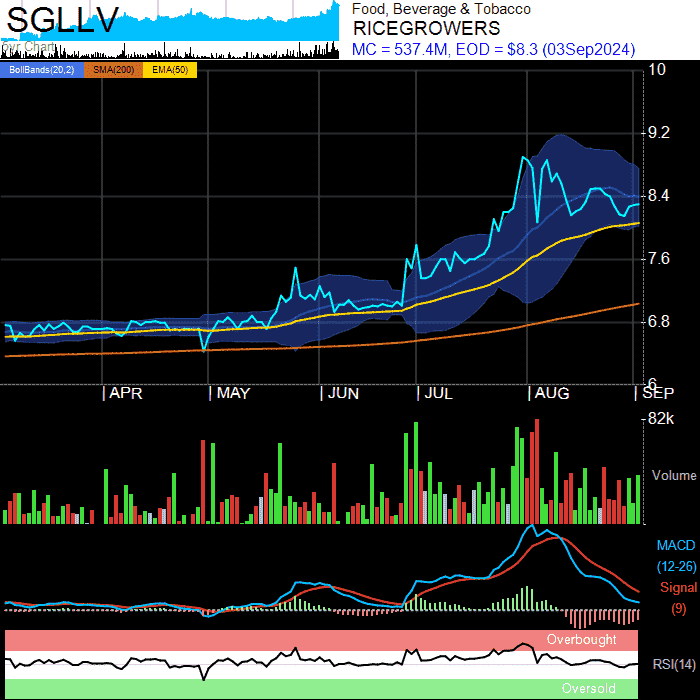 SGLLV
Food, Beverage & Tobacco
RICEGROWERS
MC = 537.4M, EOD = $8.3 (03Sep2024)
BollBands(20,2) SMA(200) EMA(50)
10
9.2
8.4
7.6
6.8
6
APR MAY JUN JUL AUG SEP
82k
Volume
MACD
(12-26)
Signal
(9)
Overbought
RSI(14)
Oversold